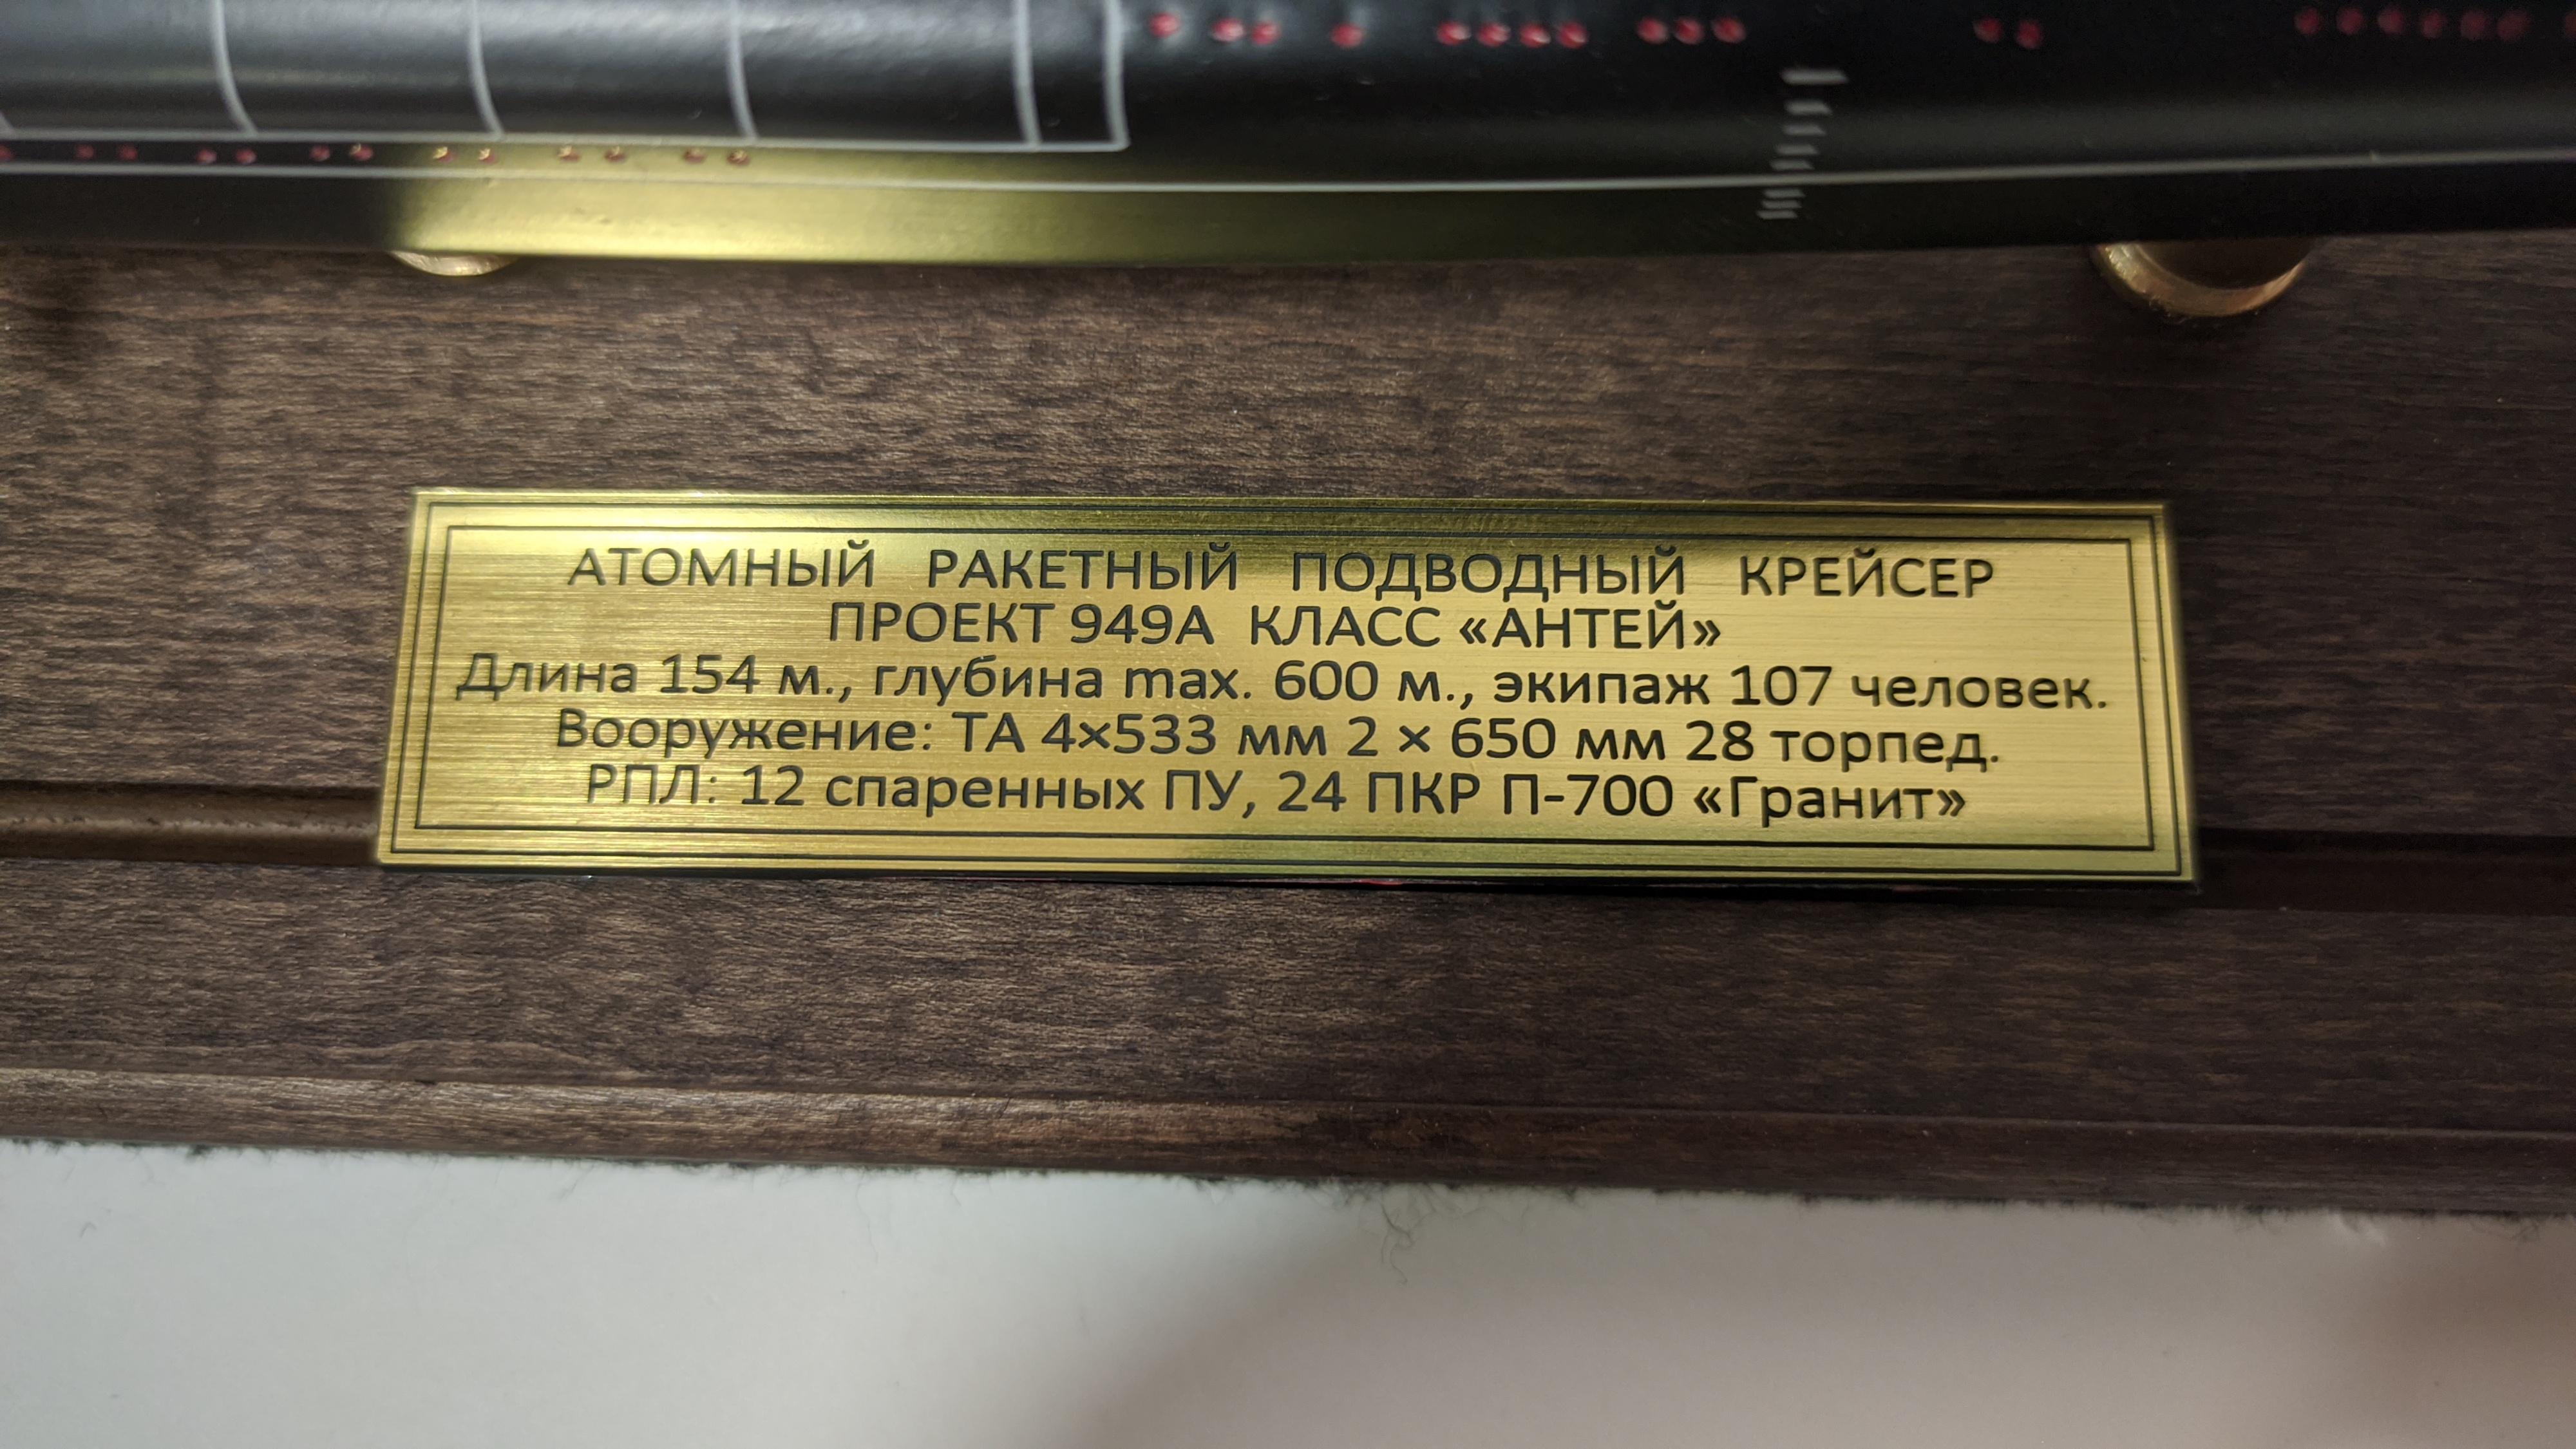 АТОМНЫЙ РАКЕТНЫЙ ПОДВОДНЫЙ КРЕЙСЕР
ПРОЕКТ 949А КЛАСС «АНТЕЙ»
Длина 154 м., глубина max. 600 м., экипаж 107 человек.
Вооружение: ТА 4×533 мм 2 × 650 мм 28 торпед.
РПЛ: 12 спаренных ПУ, 24 ПКР П-700 «Гранит»